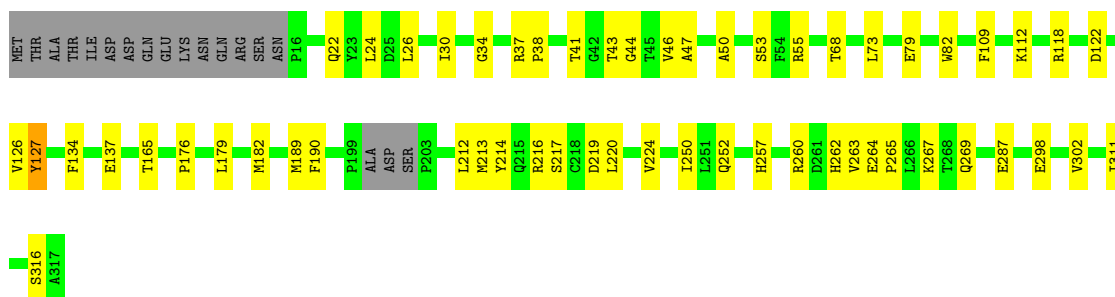 MET THR ALA THR ILE ASP ASP GLN GLU LYS ASN GLN ARG SER ASN P16 Q22 Y23 L24 D25 L26 I30 G34 R37 P38 T41 G42 T43 G44 T45 V46 A47 A50 S53 F54 R55 T68 L73 E79 W82 F109 K112 R118 D122
V126 Y127 F134 E137 T165 P176 L179 M182 M189 F190 P199 ALA ASP SER P203 L212 M213 Y214 Q215 R216 S217 C218 D219 L220 V224 I250 L251 Q252 H257 R260 D261 H262 V263 E264 P265 L266 K267 T268 Q269 E287 E298 V302
S316 A317